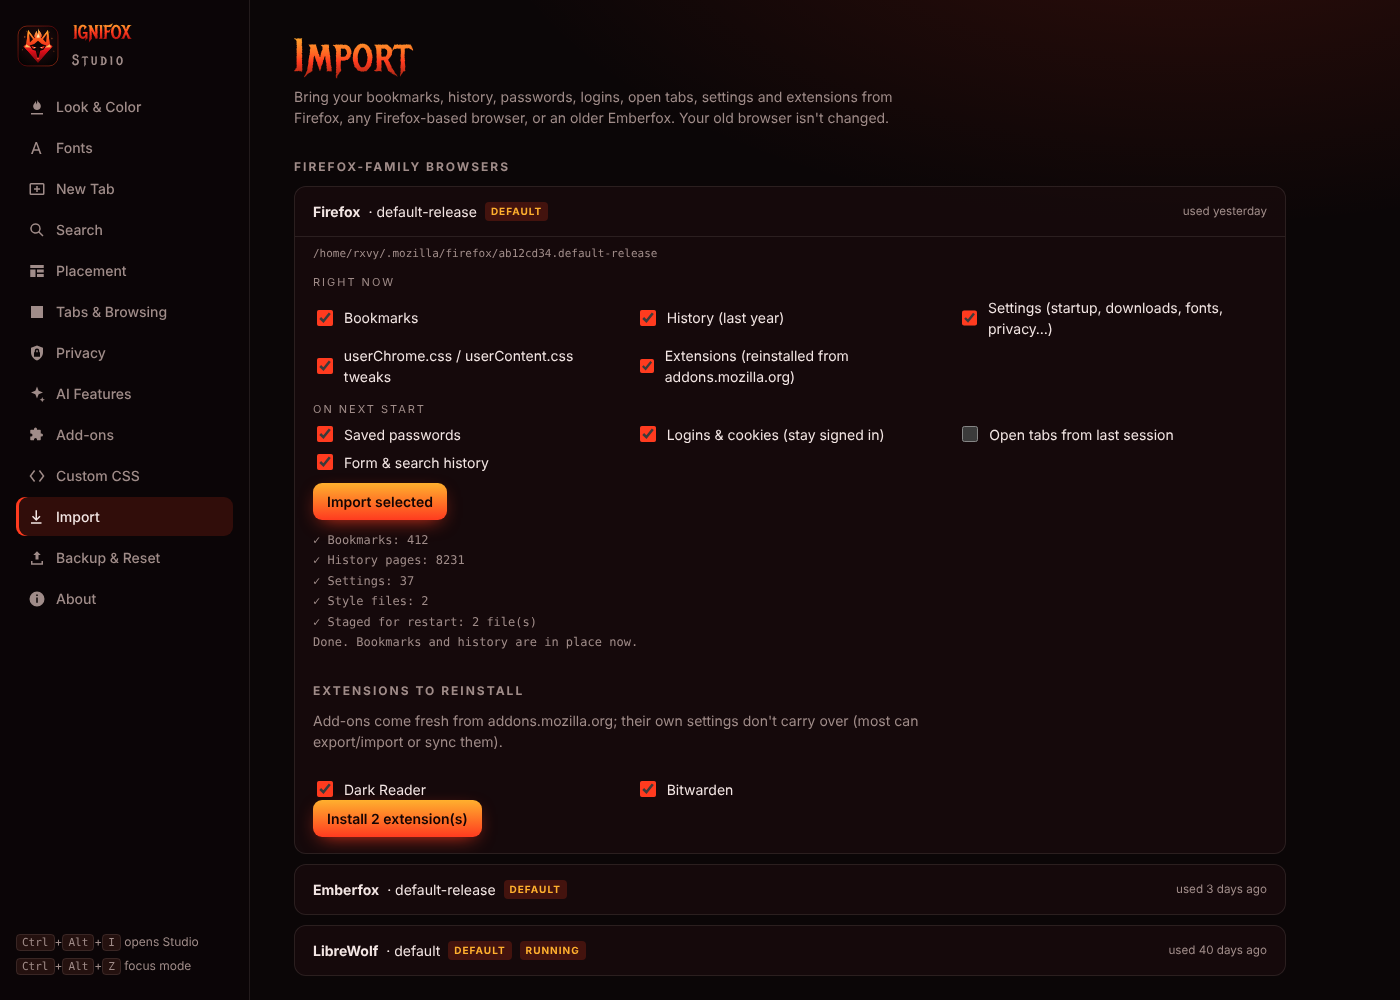 IGNIFOX
STUDIO
Look & Color
Fonts
New Tab
Search
Placement
Tabs & Browsing
Privacy
AI Features
Add-ons
Custom CSS
Import
Backup & Reset
About
Ctrl+Alt+I opens Studio
Ctrl+Alt+Z focus mode
IMPORT
Bring your bookmarks, history, passwords, logins, open tabs, settings and extensions from
Firefox, any Firefox-based browser, or an older Emberfox. Your old browser isn't changed.
FIREFOX-FAMILY BROWSERS
Firefox · default-release DEFAULT used yesterday
/home/rxvy/.mozilla/firefox/ab12cd34.default-release
RIGHT NOW
Bookmarks
History (last year)
Settings (startup, downloads, fonts,
privacy...)
userChrome.css / userContent.css
tweaks
Extensions (reinstalled from
addons.mozilla.org)
ON NEXT START
Saved passwords
Logins & cookies (stay signed in)
Open tabs from last session
Form & search history
Import selected
✓ Bookmarks: 412
✓ History pages: 8231
✓ Settings: 37
✓ Style files: 2
✓ Staged for restart: 2 file(s)
Done. Bookmarks and history are in place now.
EXTENSIONS TO REINSTALL
Add-ons come fresh from addons.mozilla.org; their own settings don't carry over (most can
export/import or sync them).
Dark Reader
Bitwarden
Install 2 extension(s)
Emberfox · default-release DEFAULT used 3 days ago
LibreWolf · default DEFAULT RUNNING used 40 days ago